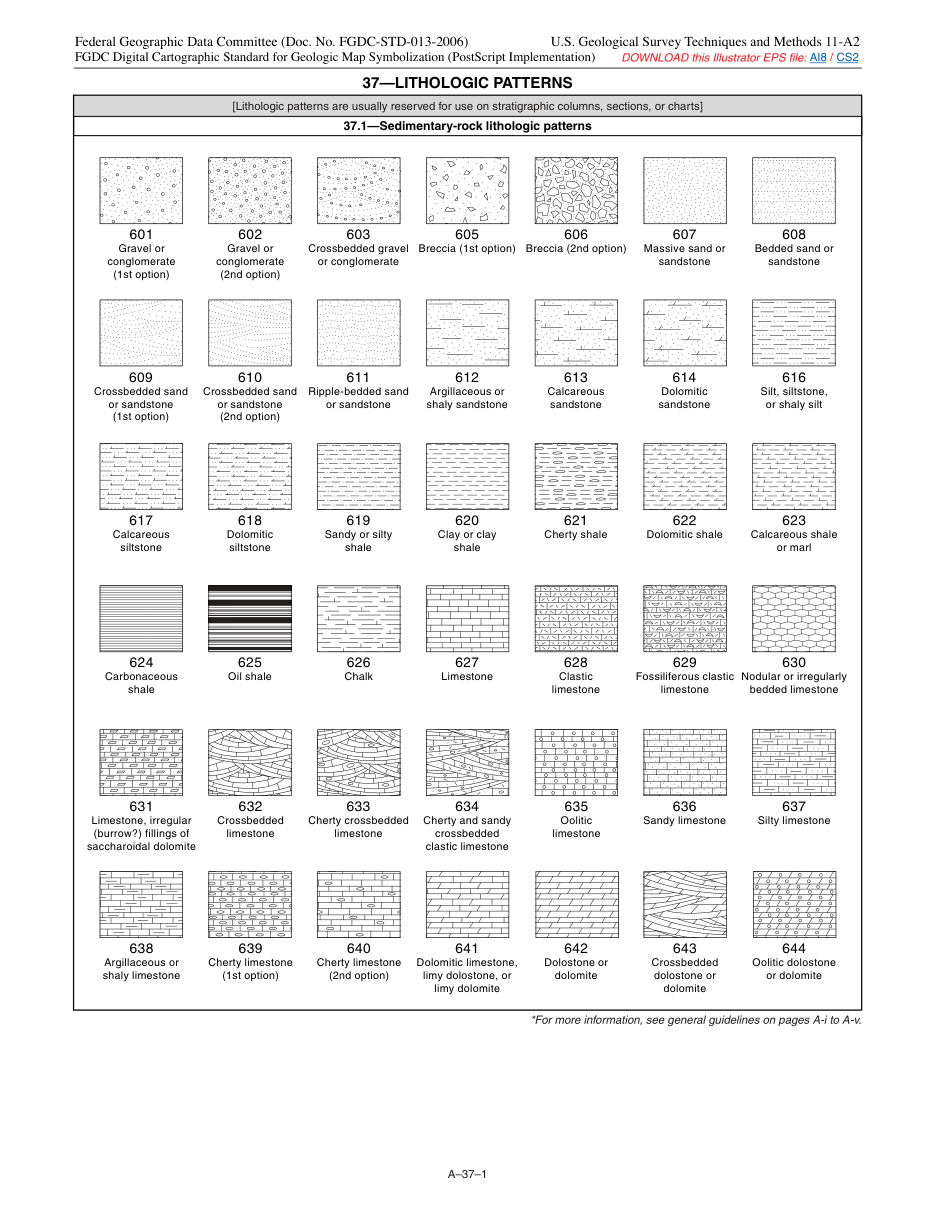 Federal Geographic Data Committee (Doc. No. FGDC-STD-013-2006) U.S. Geological Survey Techniques and Methods 11-A2
FGDC Digital Cartographic Standard for Geologic Map Symbolization (PostScript Implementation) DOWNLOAD this Illustrator EPS file: AI8 / CS2
37—LITHOLOGIC PATTERNS
[Lithologic patterns are usually reserved for use on stratigraphic columns, sections, or charts]
37.1—Sedimentary-rock lithologic patterns
601
Gravel or
conglomerate
(1st option)
602
Gravel or
conglomerate
(2nd option)
603
Crossbedded gravel
or conglomerate
605
Breccia (1st option)
606
Breccia (2nd option)
607
Massive sand or
sandstone
608
Bedded sand or
sandstone
609
Crossbedded sand
or sandstone
(1st option)
610
Crossbedded sand
or sandstone
(2nd option)
611
Ripple-bedded sand
or sandstone
612
Argillaceous or
shaly sandstone
613
Calcareous
sandstone
614
Dolomitic
sandstone
616
Silt, siltstone,
or shaly silt
617
Calcareous
siltstone
618
Dolomitic
siltstone
619
Sandy or silty
shale
620
Clay or clay
shale
621
Cherty shale
622
Dolomitic shale
623
Calcareous shale
or marl
624
Carbonaceous
shale
625
Oil shale
626
Chalk
627
Limestone
628
Clastic
limestone
629
Fossiliferous clastic
limestone
630
Nodular or irregularly
bedded limestone
631
Limestone, irregular
(burrow?) fillings of
saccharoidal dolomite
632
Crossbedded
limestone
633
Cherty crossbedded
limestone
634
Cherty and sandy
crossbedded
clastic limestone
635
Oolitic
limestone
636
Sandy limestone
637
Silty limestone
638
Argillaceous or
shaly limestone
639
Cherty limestone
(1st option)
640
Cherty limestone
(2nd option)
641
Dolomitic limestone,
limy dolostone, or
limy dolomite
642
Dolostone or
dolomite
643
Crossbedded
dolostone or
dolomite
644
Oolitic dolostone
or dolomite
*For more information, see general guidelines on pages A-i to A-v.
A–37–1